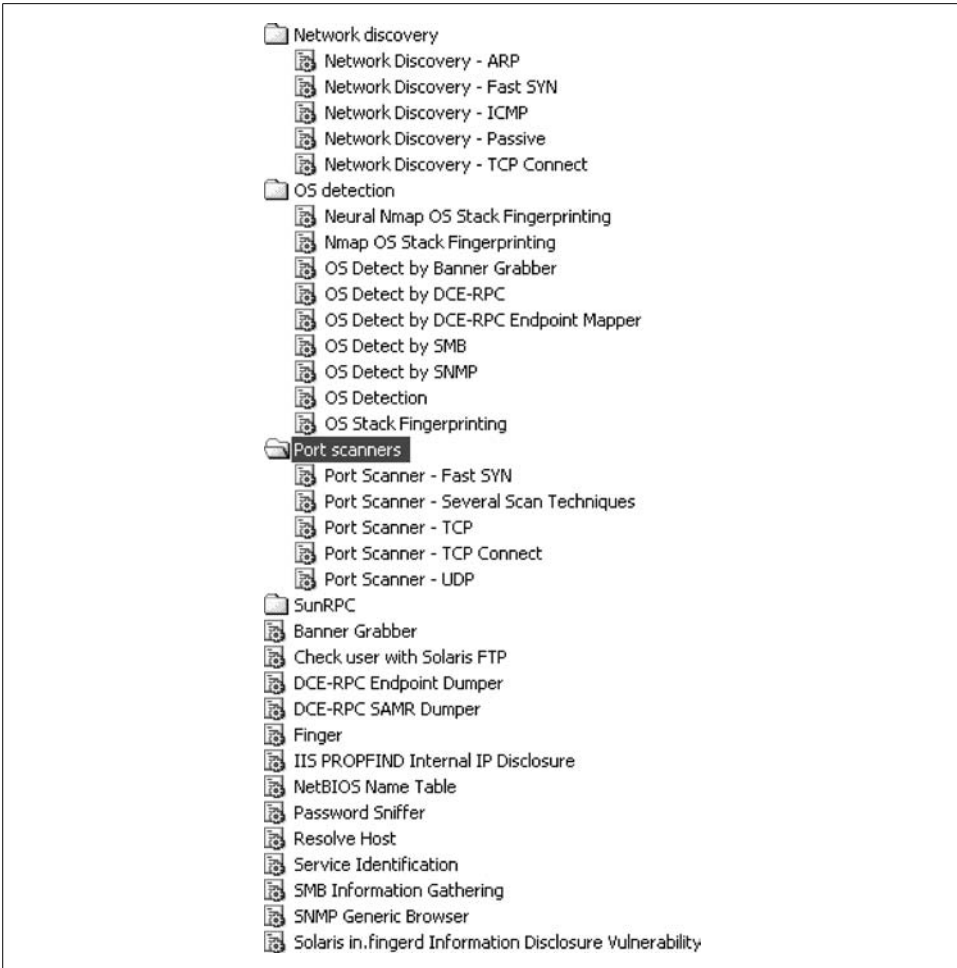 Network discovery
Network Discovery - ARP
Network Discovery - Fast SYN
Network Discovery - ICMP
Network Discovery - Passive
Network Discovery - TCP Connect
OS detection
Neural Nmap OS Stack Fingerprinting
Nmap OS Stack Fingerprinting
OS Detect by Banner Grabber
OS Detect by DCE-RPC
OS Detect by DCE-RPC Endpoint Mapper
OS Detect by SMB
OS Detect by SNMP
OS Detection
OS Stack Fingerprinting
Port scanners
Port Scanner - Fast SYN
Port Scanner - Several Scan Techniques
Port Scanner - TCP
Port Scanner - TCP Connect
Port Scanner - UDP
SunRPC
Banner Grabber
Check user with Solaris FTP
DCE-RPC Endpoint Dumper
DCE-RPC SAMR Dumper
Finger
IIS PROPFIND Internal IP Disclosure
NetBIOS Name Table
Password Sniffer
Resolve Host
Service Identification
SMB Information Gathering
SNMP Generic Browser
Solaris in.fingerd Information Disclosure Vulnerability